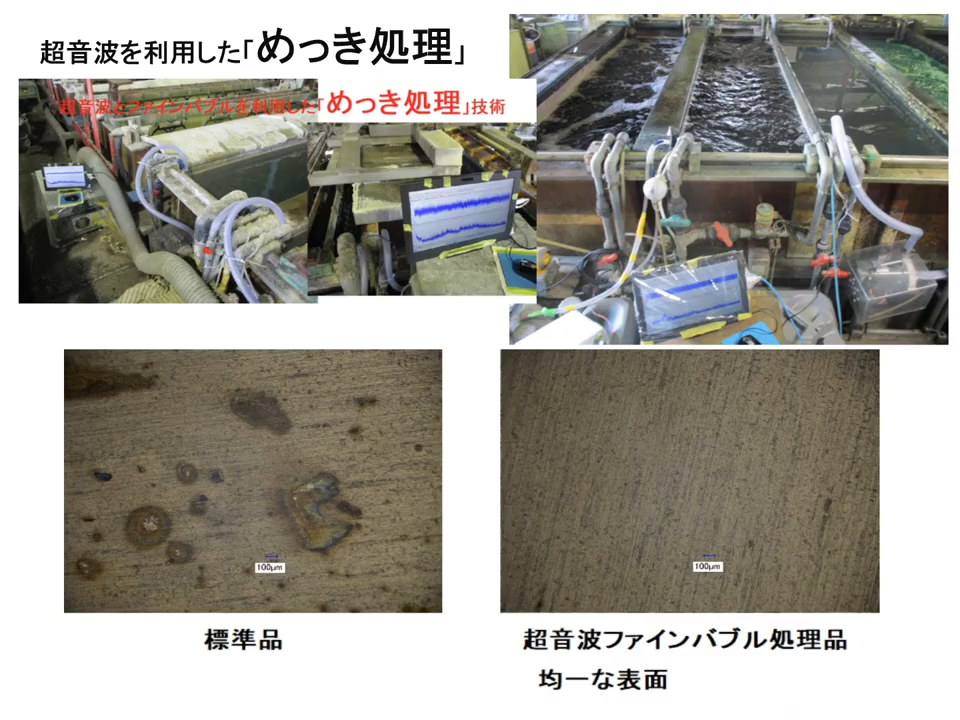 超音波を利用した「めっき処理」
超音波とファインバブルを利用した「めっき処理」技術
100μm
100μm
標準品
超音波ファインバブル処理品
均一な表面